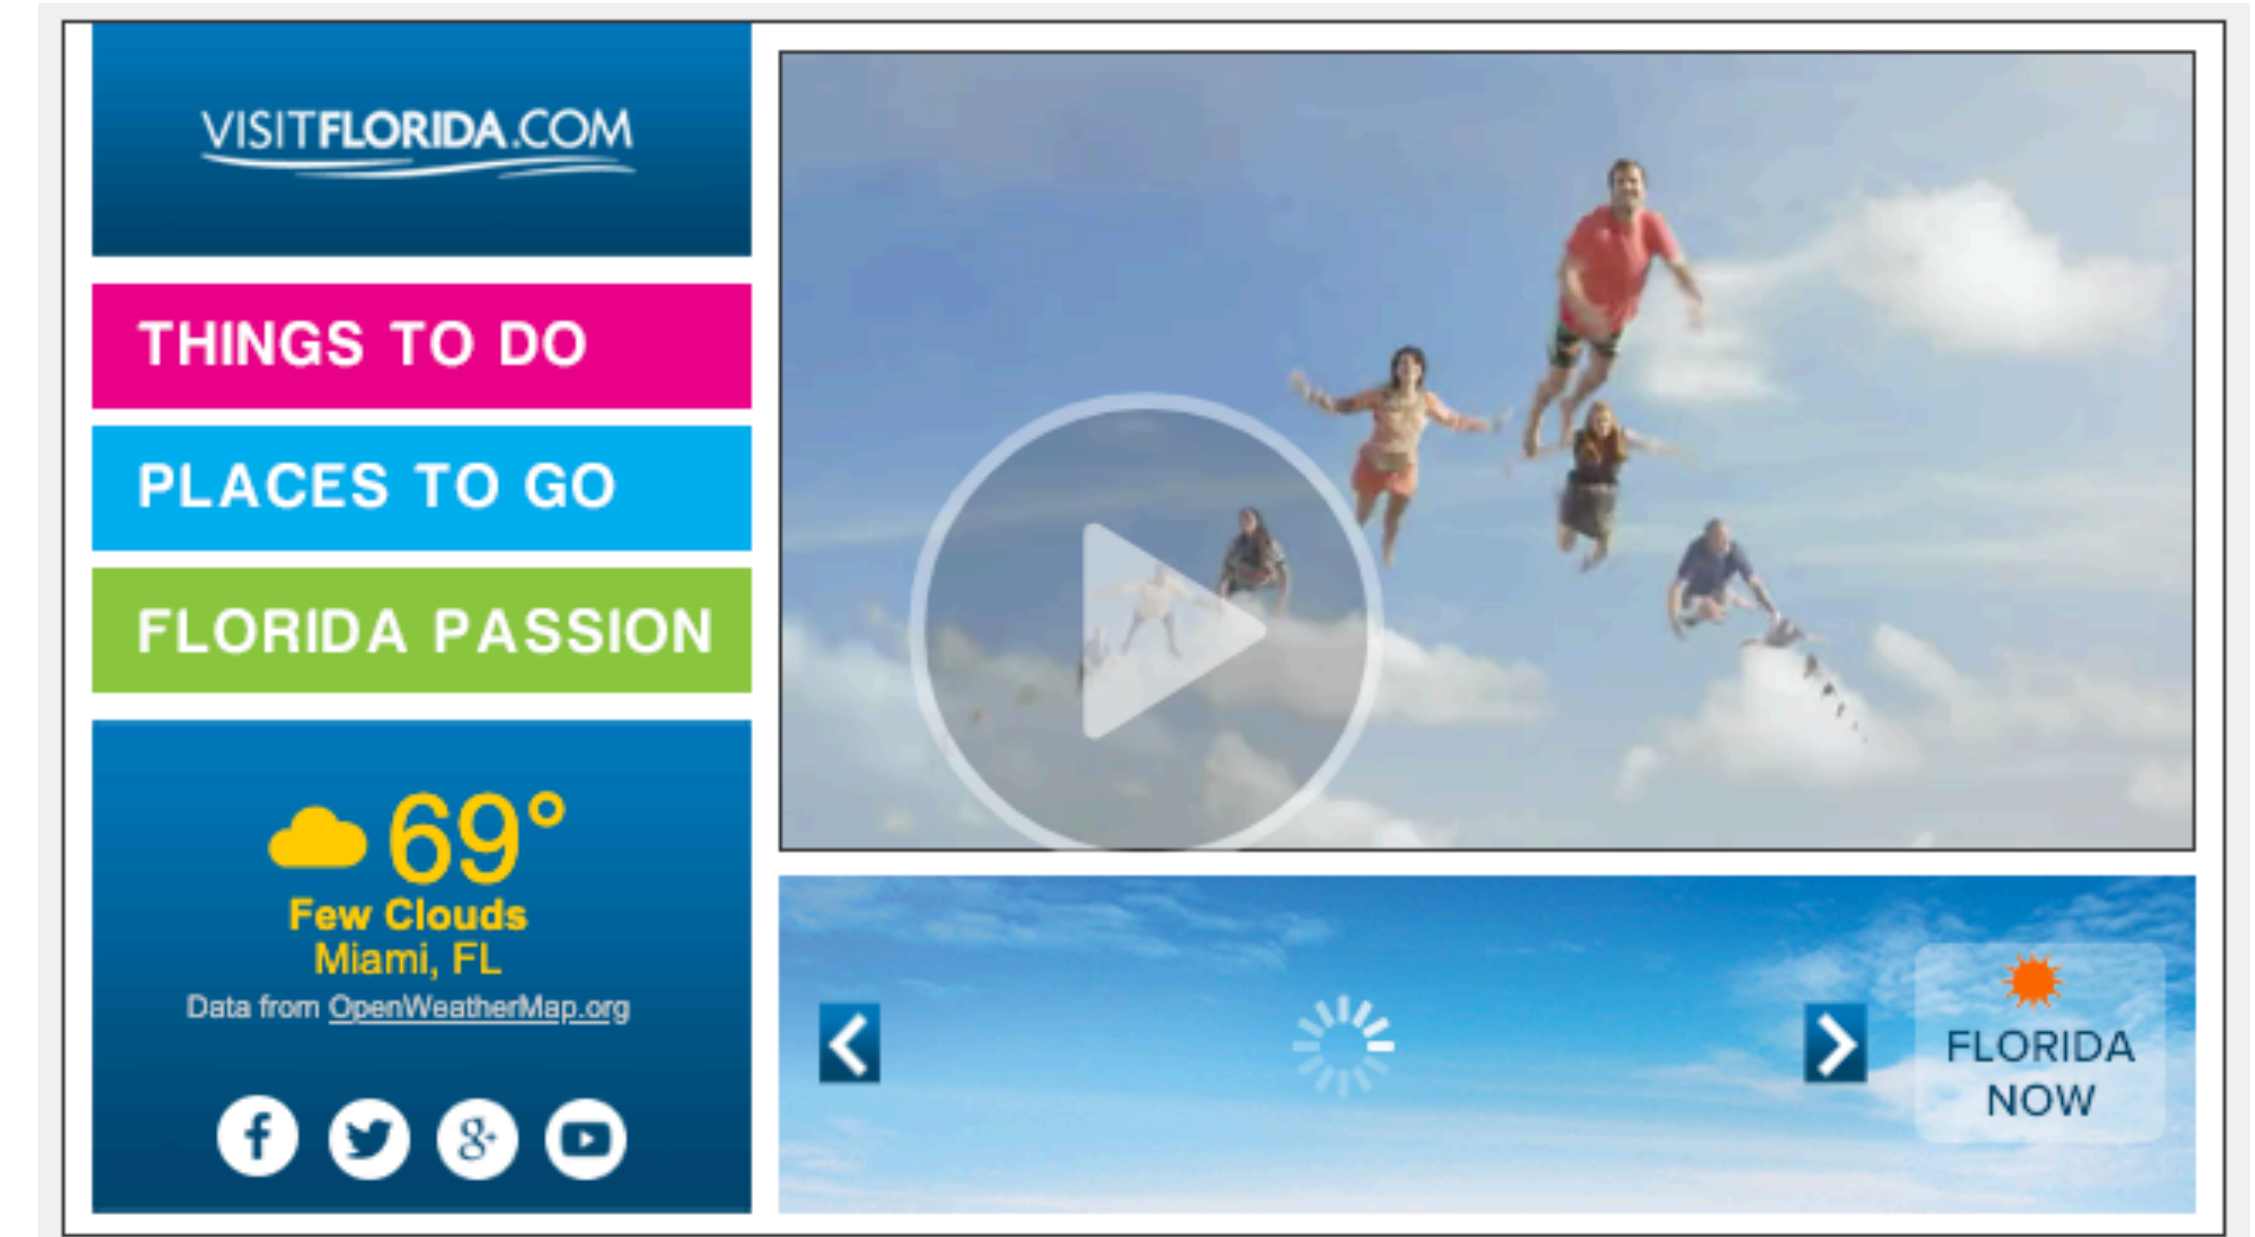 VISITFLORIDA.COM
THINGS TO DO
PLACES TO GO
FLORIDA PASSION
69°
Few Clouds
Miami, FL
Data from OpenWeatherMap.org
FLORIDA
NOW